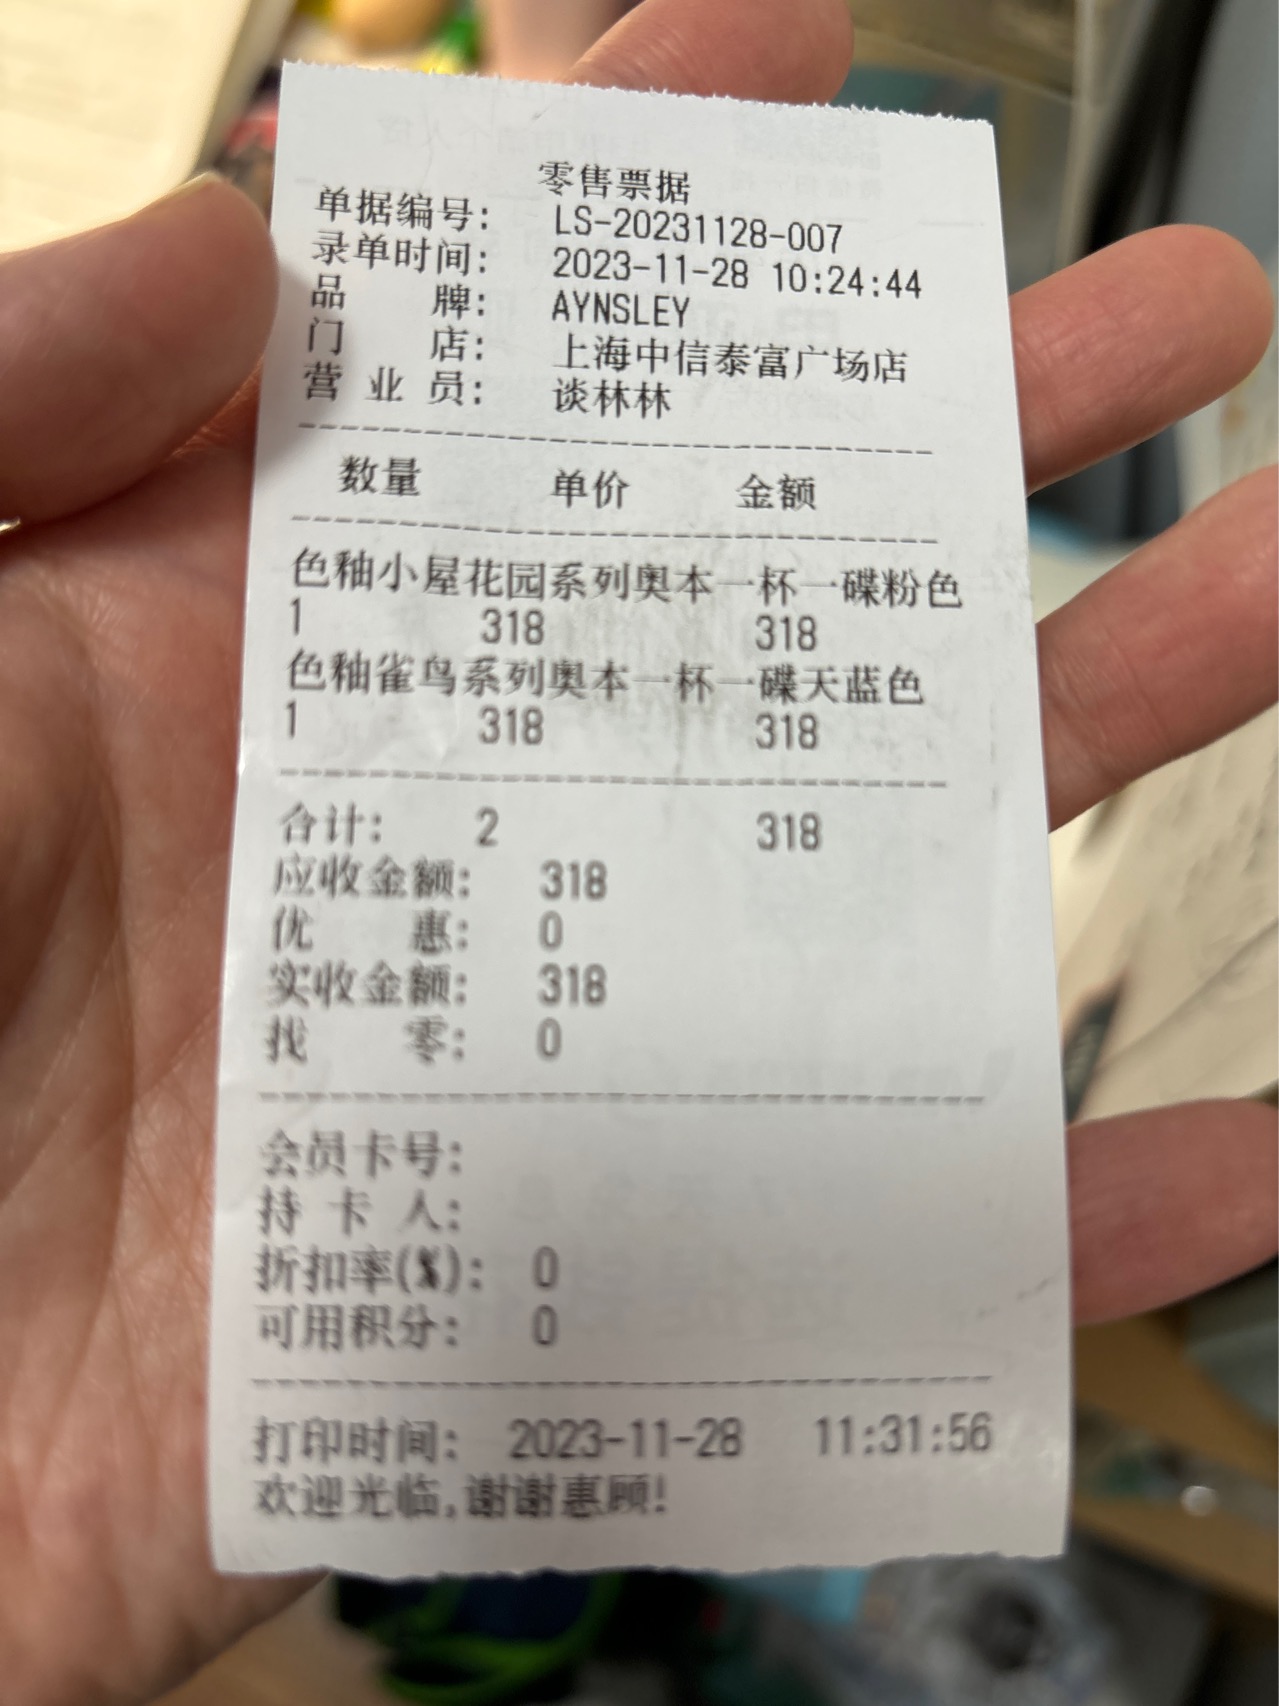 零售票据
单据编号: LS-20231128-007
录单时间: 2023-11-28 10:24:44
品 牌: AYNSLEY
门 店: 上海中信泰富广场店
营 业 员: 谈林林
数量 单价 金额
色釉小屋花园系列奥本一杯一碟粉色
1 318 318
色釉雀鸟系列奥本一杯一碟天蓝色
1 318 318
合计: 2 318
应收金额: 318
优 惠: 0
实收金额: 318
找 零: 0
会员卡号:
持 卡 人:
折扣率(%): 0
可用积分: 0
打印时间: 2023-11-28 11:31:56
欢迎光临,谢谢惠顾!